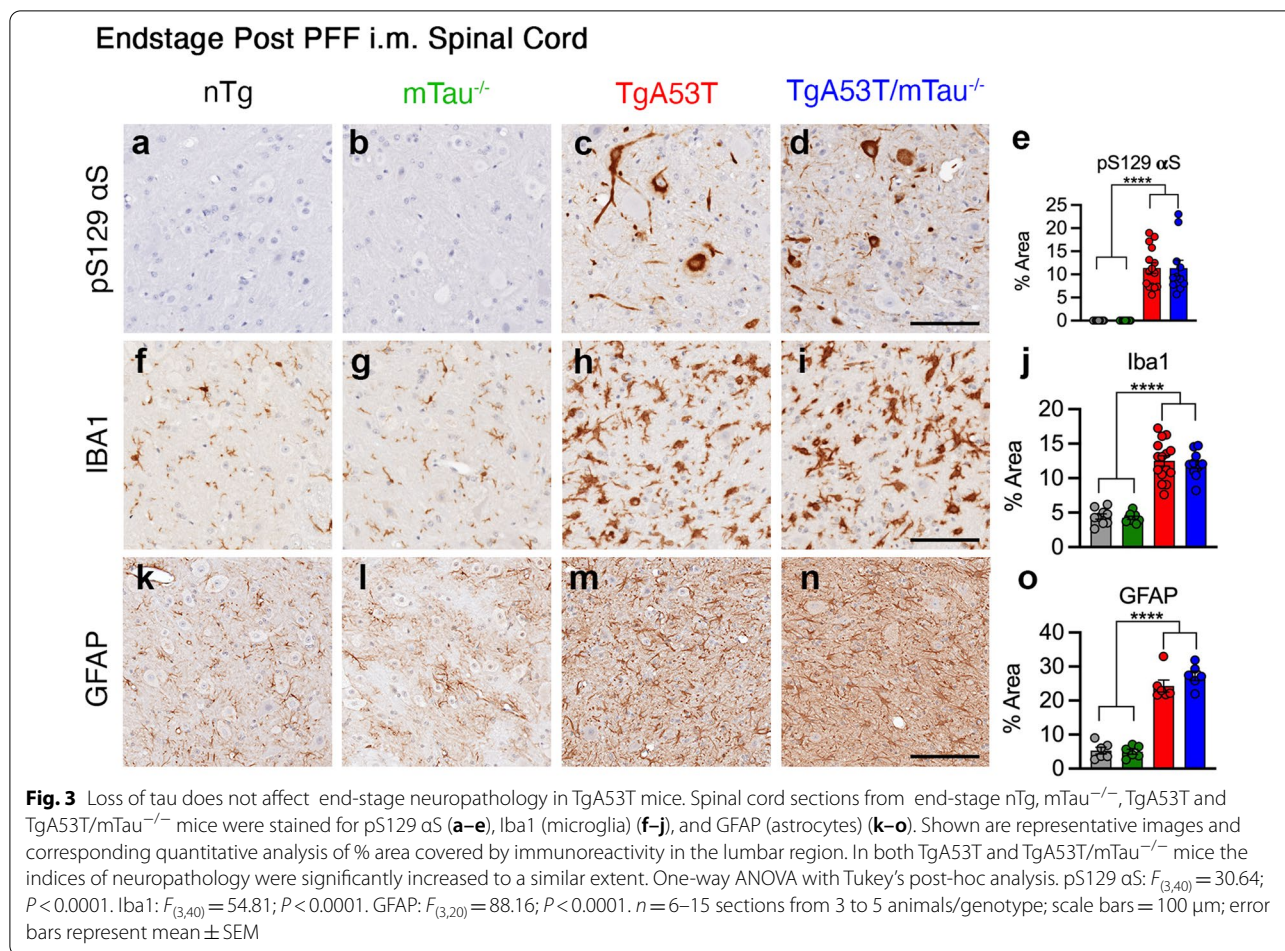 Endstage Post PFF i.m. Spinal Cord
nTg
mTau-/-
TgA53T
TgA53T/mTau-/-
pS129 αS
a
b
c
d
e
pS129 αS
****
% Area
25
20
15
10
5
0
IBA1
f
g
h
i
j
Iba1
****
% Area
20
15
10
5
0
GFAP
k
l
m
n
o
GFAP
****
% Area
40
30
20
10
0
Fig. 3 Loss of tau does not affect end-stage neuropathology in TgA53T mice. Spinal cord sections from end-stage nTg, mTau−/−, TgA53T and
TgA53T/mTau−/− mice were stained for pS129 αS (a–e), Iba1 (microglia) (f–j), and GFAP (astrocytes) (k–o). Shown are representative images and
corresponding quantitative analysis of % area covered by immunoreactivity in the lumbar region. In both TgA53T and TgA53T/mTau−/− mice the
indices of neuropathology were significantly increased to a similar extent. One-way ANOVA with Tukey's post-hoc analysis. pS129 αS: F(3,40) = 30.64;
P < 0.0001. Iba1: F(3,40) = 54.81; P < 0.0001. GFAP: F(3,20) = 88.16; P < 0.0001. n = 6–15 sections from 3 to 5 animals/genotype; scale bars = 100 µm; error
bars represent mean ± SEM